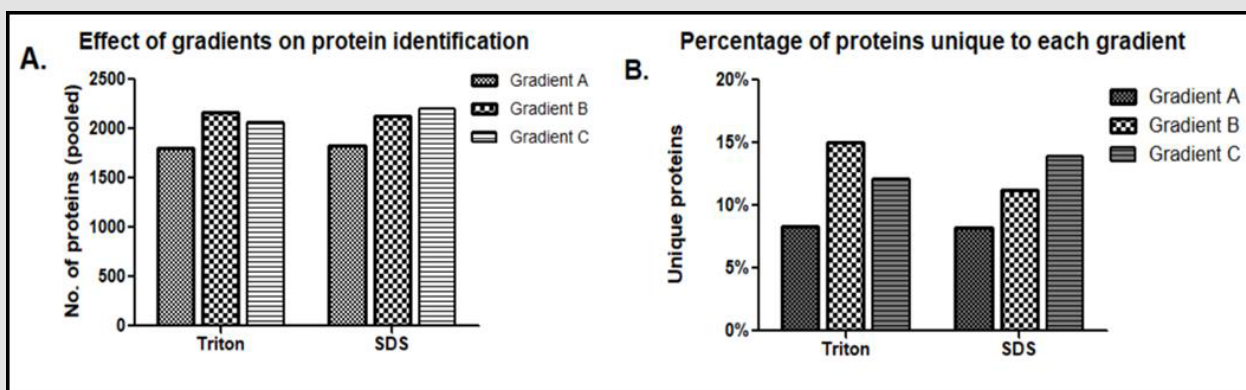 A.
Effect of gradients on protein identification
No. of proteins (pooled)
2500
2000
1500
1000
500
0
Triton
SDS
Gradient A
Gradient B
Gradient C
B.
Percentage of proteins unique to each gradient
Unique proteins
20%
15%
10%
5%
0%
Triton
SDS
Gradient A
Gradient B
Gradient C